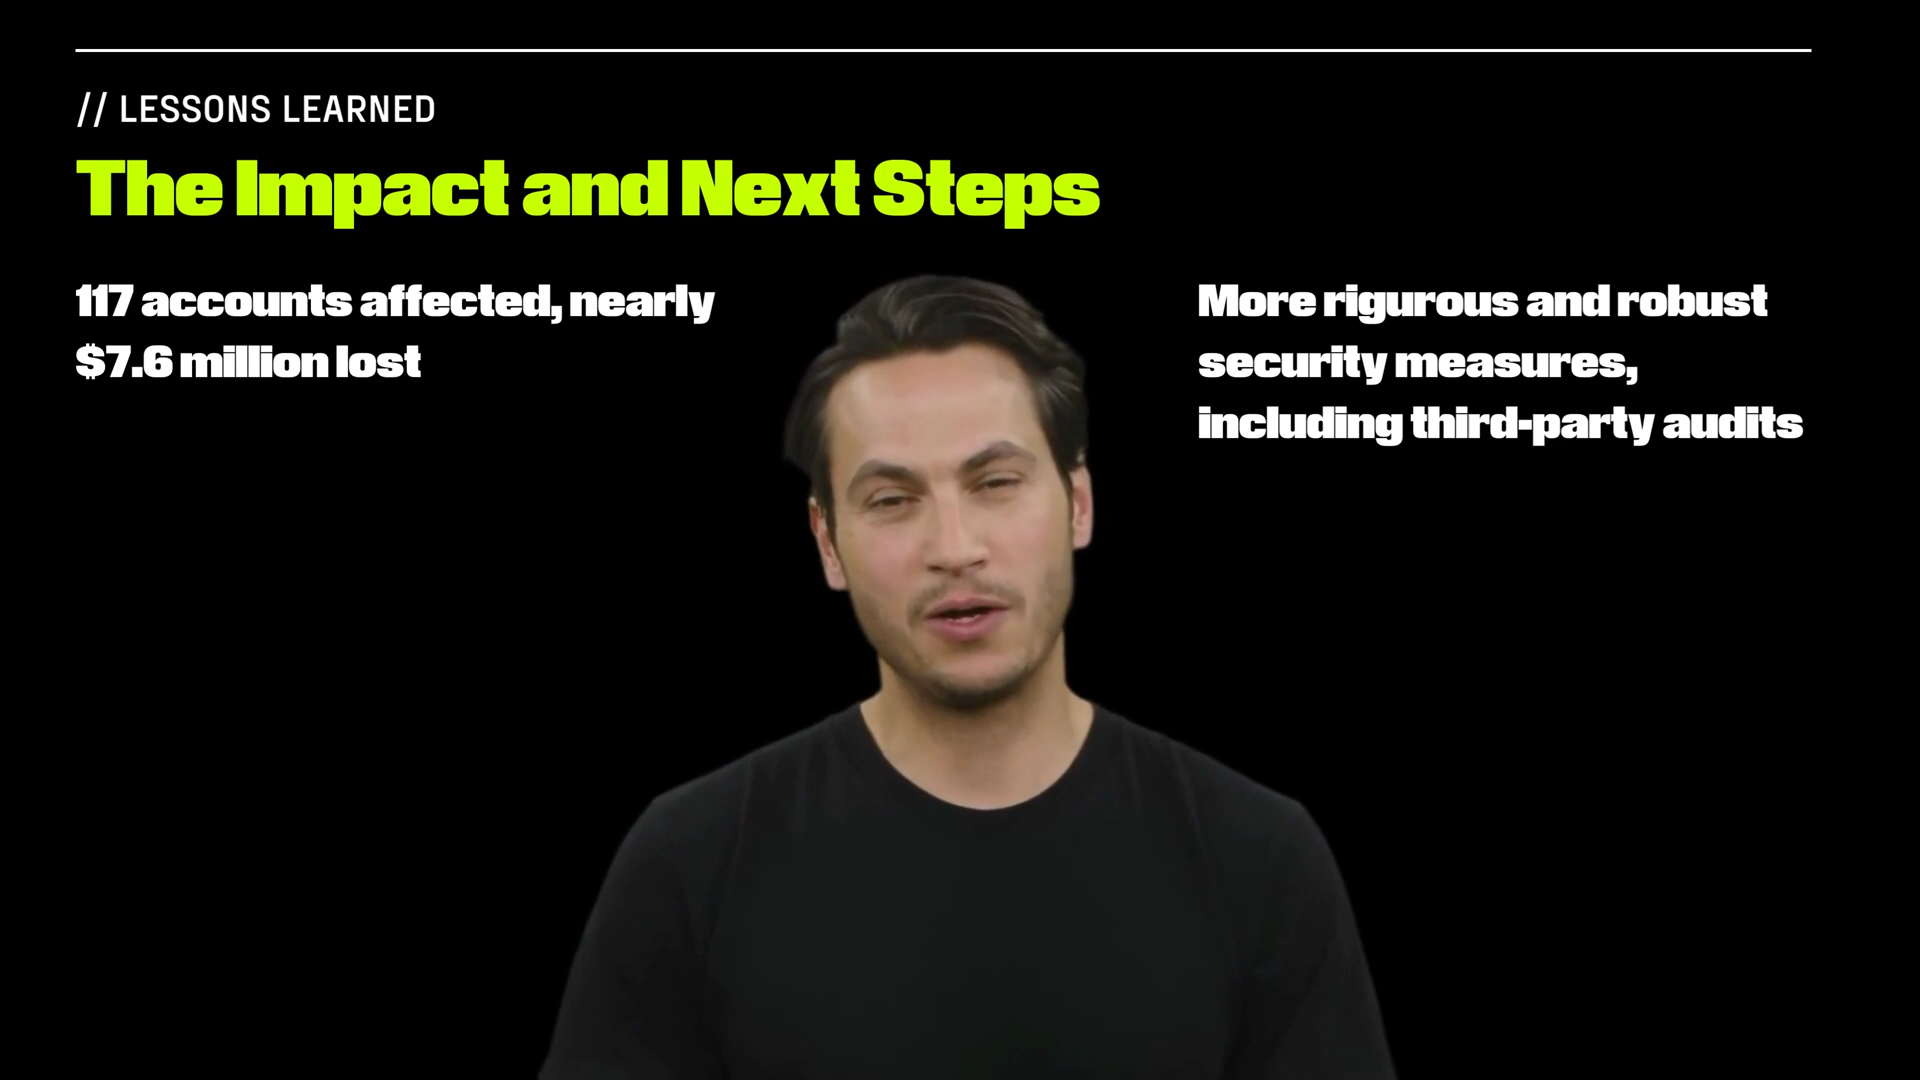 // LESSONS LEARNED
The Impact and Next Steps
117 accounts affected, nearly
$7.6 million lost
More rigurous and robust
security measures,
including third-party audits